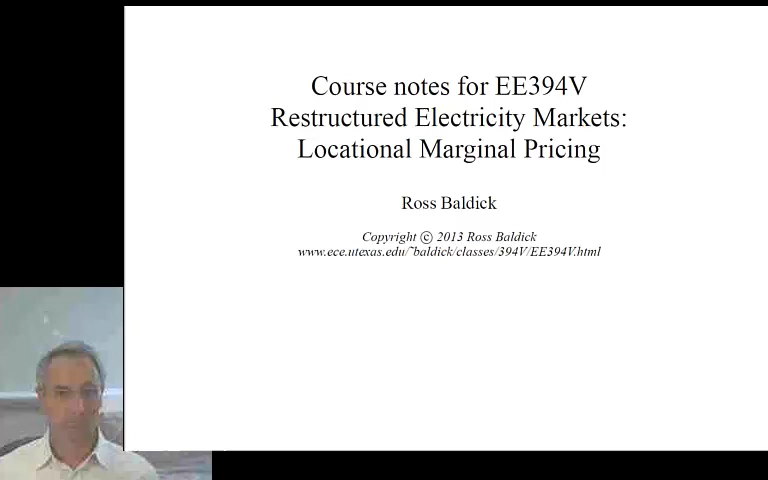 Course notes for EE394V
Restructured Electricity Markets:
Locational Marginal Pricing
Ross Baldick
Copyright © 2013 Ross Baldick
www.ece.utexas.edu/~baldick/classes/394V/EE394V.html